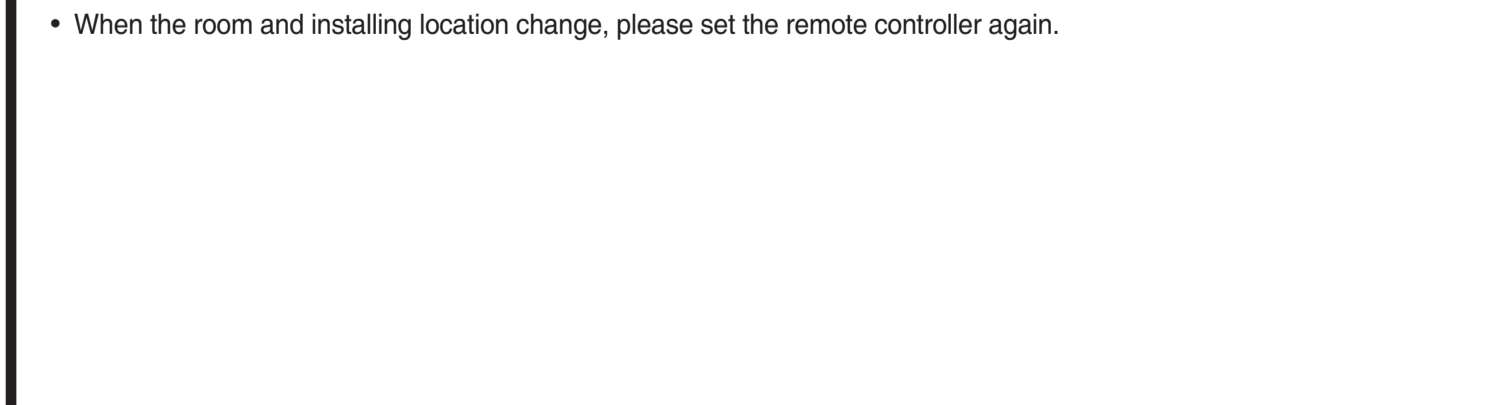 • When the room and installing location change, please set the remote controller again.